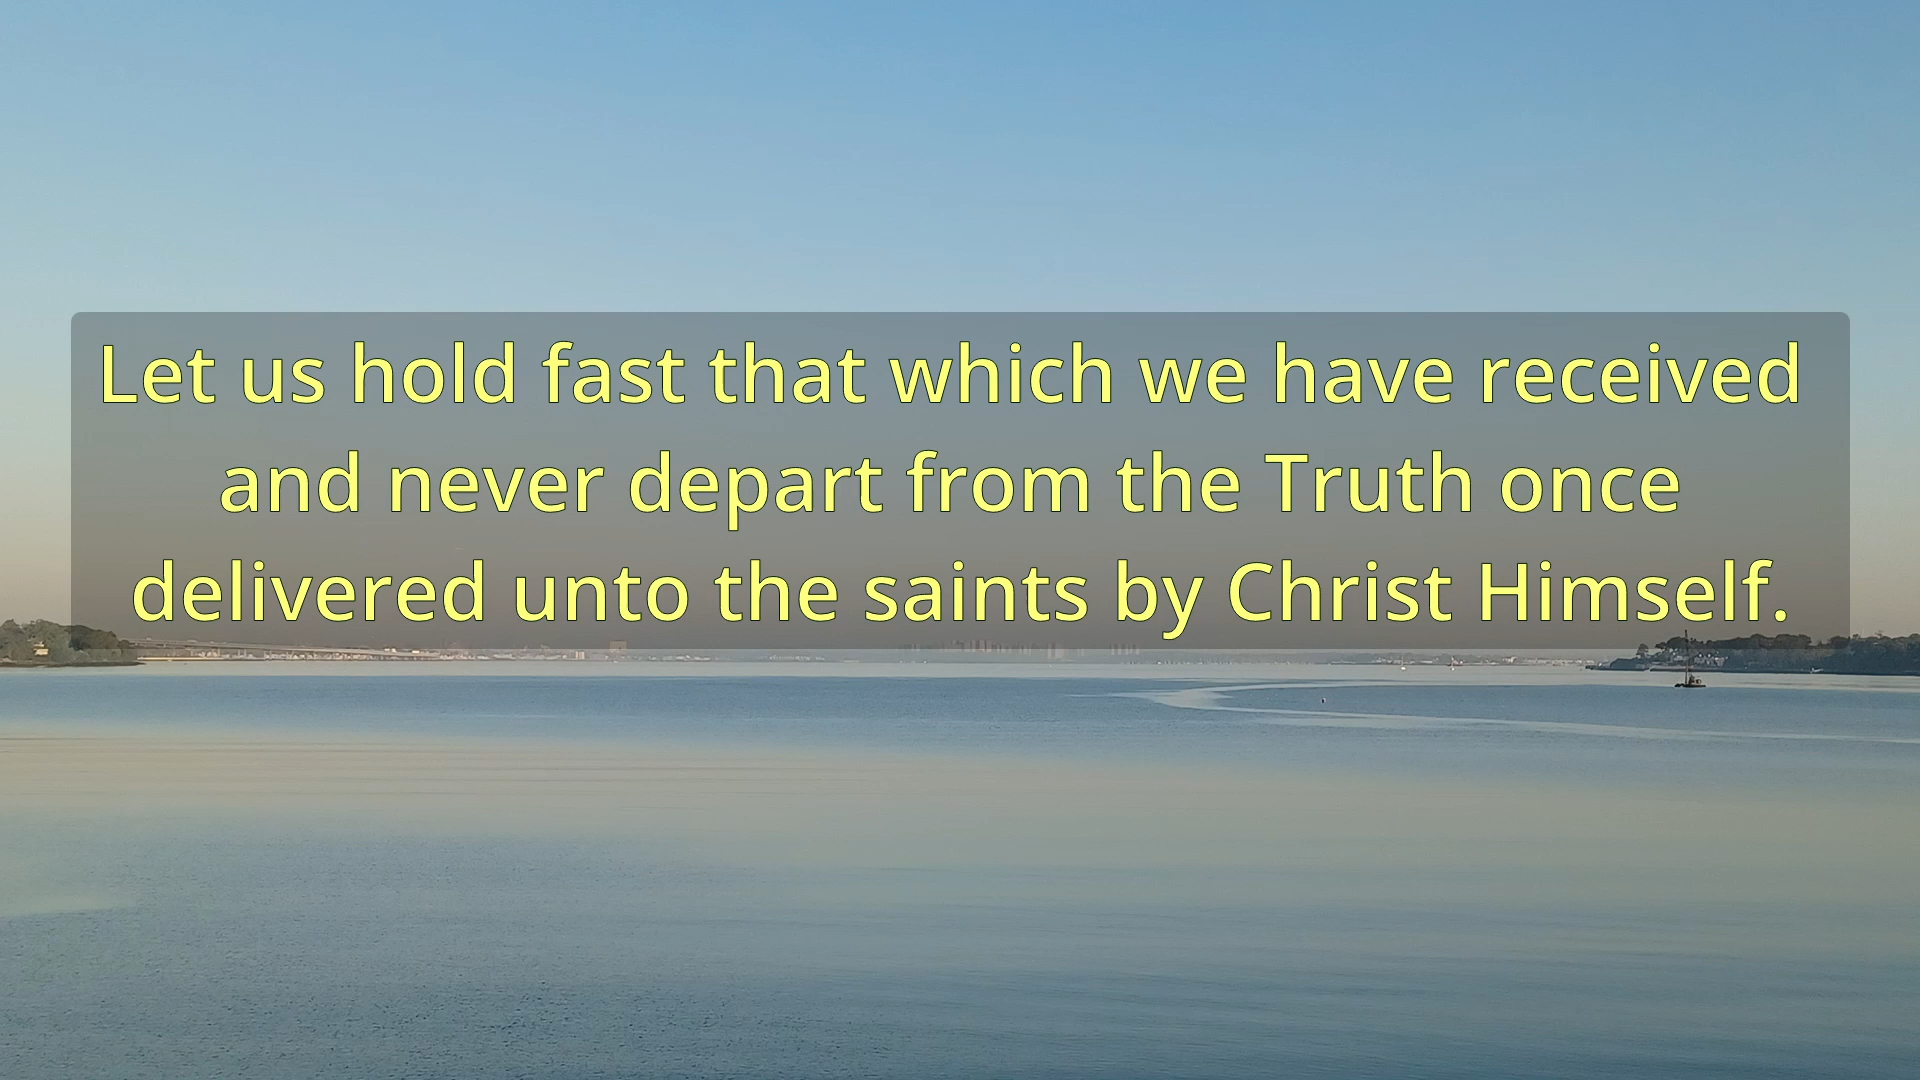 Let us hold fast that which we have received
and never depart from the Truth once
delivered unto the saints by Christ Himself.